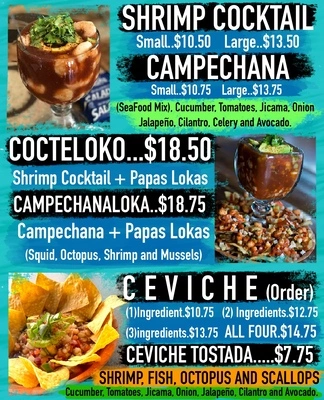 SHRIMP COCKTAIL
Small..$10.50 Large..$13.50
CAMPECHANA
Small..$10.75 Large..$13.75
(SeaFood Mix), Cucumber, Tomatoes, Jicama, Onion
Jalapeño, Cilantro, Celery and Avocado.
SALAD
SAL
COCTELOKO...$18.50
Shrimp Cocktail + Papas Lokas
CAMPECHANALOKA..$18.75
Campechana + Papas Lokas
(Squid, Octopus, Shrimp and Mussels)
CEVICHE (Order)
(1)Ingredient.$10.75 (2) Ingredients.$12.75
(3)ingredients.$13.75 ALL FOUR.$14.75
CEVICHE TOSTADA.....$7.75
SHRIMP, FISH, OCTOPUS AND SCALLOPS
Cucumber, Tomatoes, Jicama, Onion, Jalapeño, Cilantro and Avocado.